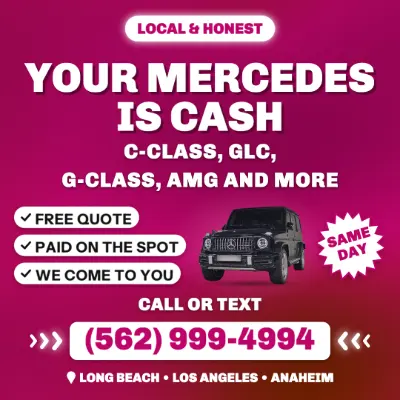 LOCAL & HONEST
YOUR MERCEDES
IS CASH
C-CLASS, GLC,
G-CLASS, AMG AND MORE
FREE QUOTE
PAID ON THE SPOT
WE COME TO YOU
SAME
DAY
CALL OR TEXT
(562) 999-4994
LONG BEACH • LOS ANGELES • ANAHEIM